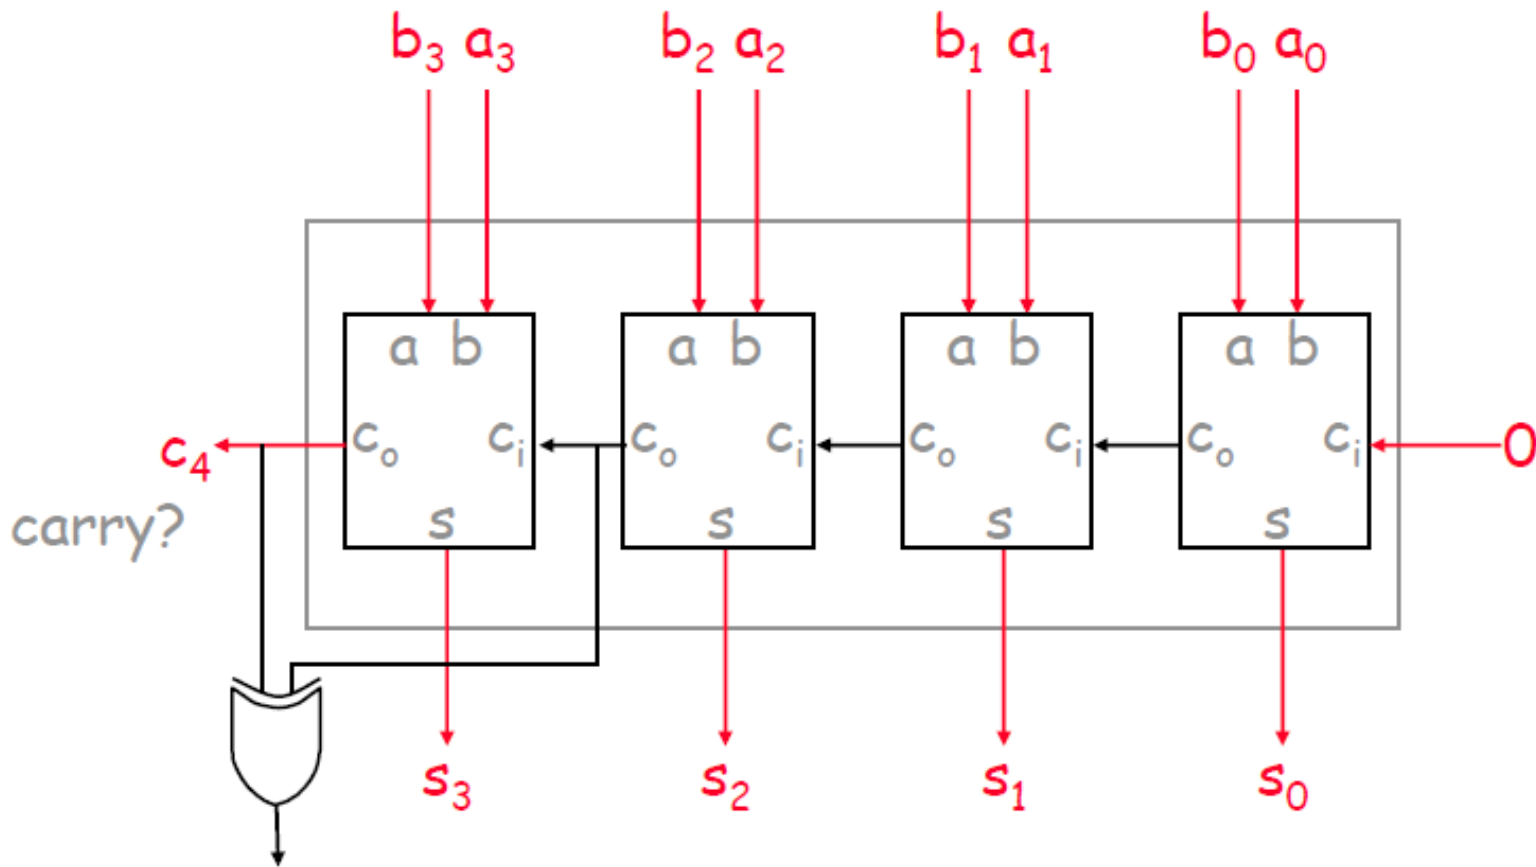 b₃ a₃ b₂ a₂ b₁ a₁ b₀ a₀
a b a b a b a b
c₄ cₒ cᵢ cₒ cᵢ cₒ cᵢ cₒ cᵢ 0
carry? s s s s
s₃ s₂ s₁ s₀